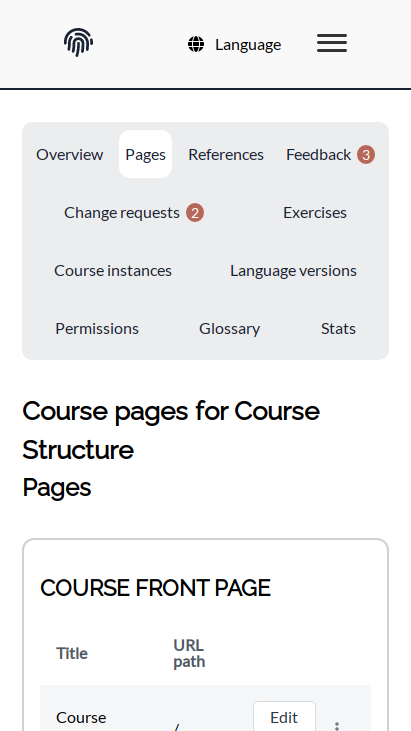 Language
Overview Pages References Feedback 3
Change requests 2 Exercises
Course instances Language versions
Permissions Glossary Stats
Course pages for Course
Structure
Pages
COURSE FRONT PAGE
Title URL path
Course / Edit